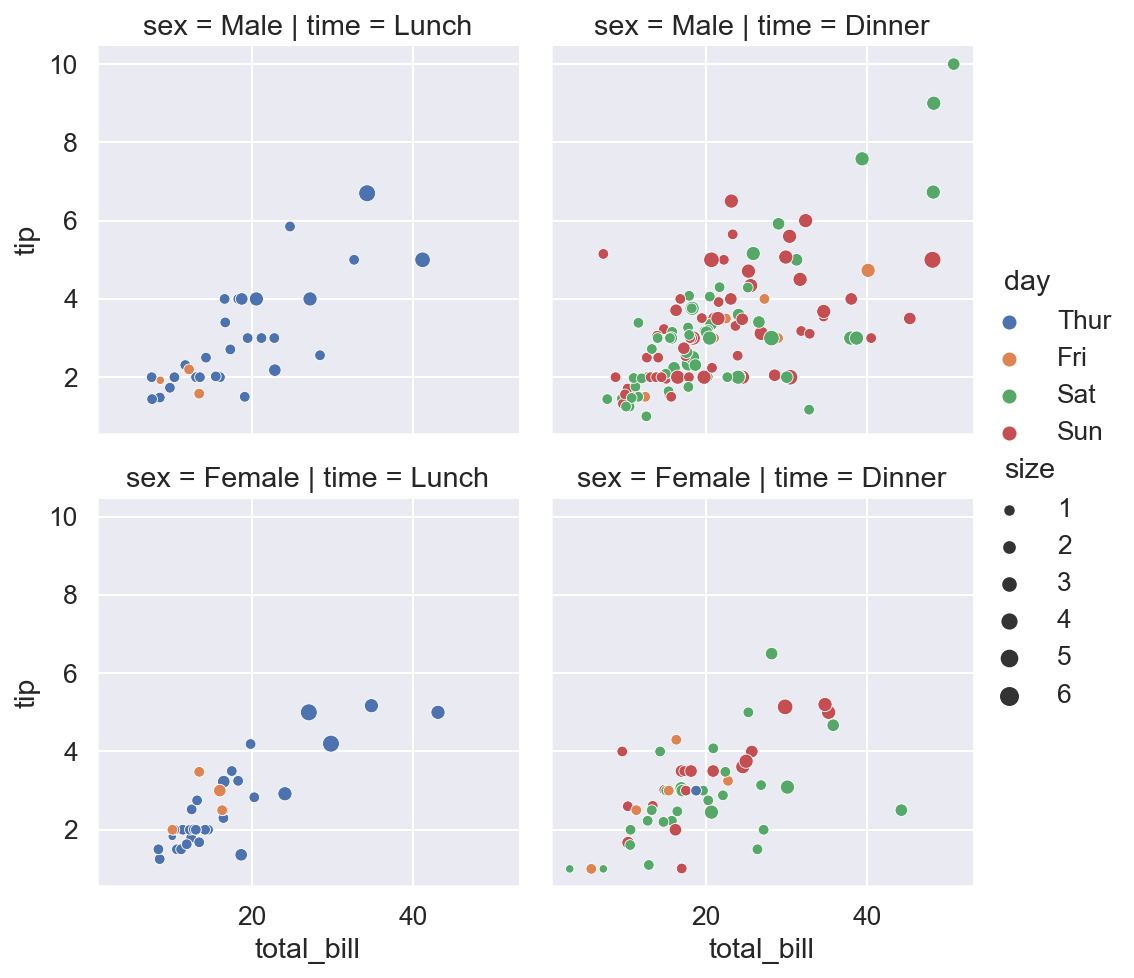 sex = Male | time = Lunch
sex = Male | time = Dinner
10
8
6
4
2
tip
sex = Female | time = Lunch
sex = Female | time = Dinner
10
8
6
4
2
tip
20
40
total_bill
20
40
total_bill
day
Thur
Fri
Sat
Sun
size
1
2
3
4
5
6